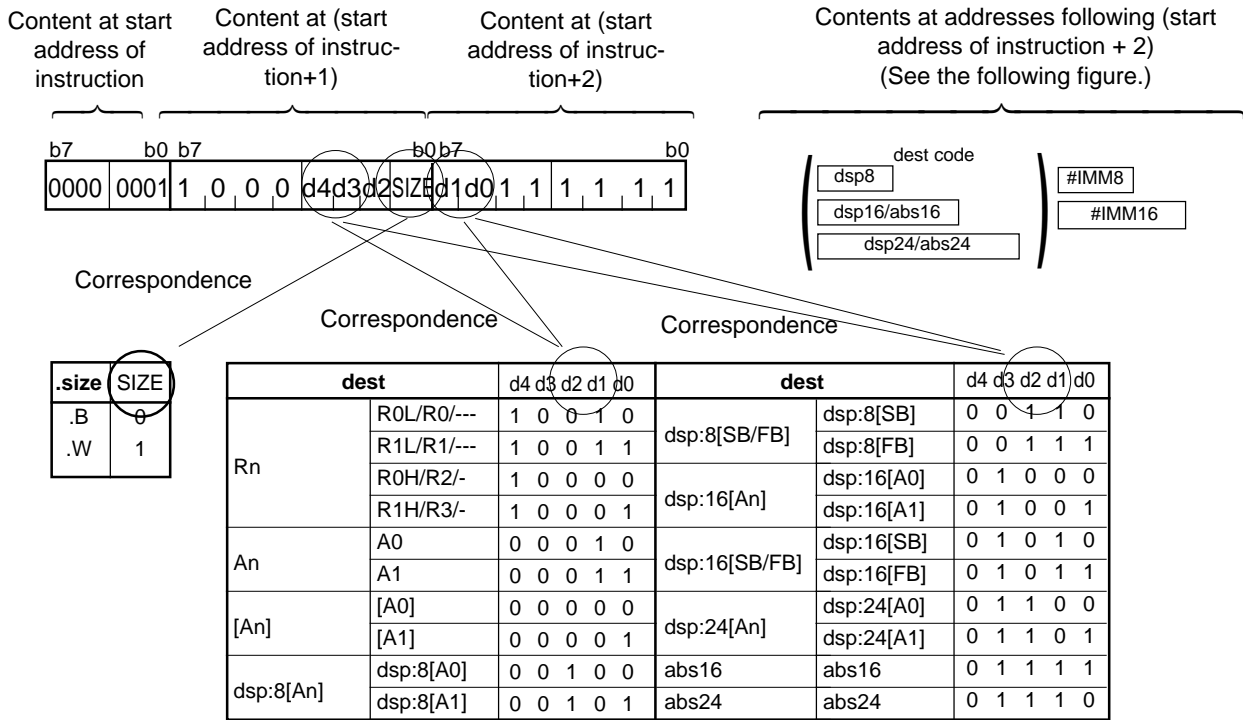 Content at start
address of
instruction
Content at (start
address of instruc-
tion+1)
Content at (start
address of instruc-
tion+2)
Contents at addresses following (start
address of instruction + 2)
(See the following figure.)
b7 b0 b7 b0 b7 b0
0000 0001 1 0 0 0 d4 d3 d2 SIZE d1 d0 1 1 1 1 1 1
dest code
dsp8
dsp16/abs16
dsp24/abs24
#IMM8
#IMM16
Correspondence
Correspondence
Correspondence
.size SIZE
.B 0
.W 1
dest d4 d3 d2 d1 d0 dest d4 d3 d2 d1 d0
Rn R0L/R0/--- 1 0 0 1 0 dsp:8[SB/FB] dsp:8[SB] 0 0 1 1 0
R1L/R1/--- 1 0 0 1 1 dsp:8[FB] 0 0 1 1 1
R0H/R2/- 1 0 0 0 0 dsp:16[An] dsp:16[A0] 0 1 0 0 0
R1H/R3/- 1 0 0 0 1 dsp:16[A1] 0 1 0 0 1
An A0 0 0 0 1 0 dsp:16[SB/FB] dsp:16[SB] 0 1 0 1 0
A1 0 0 0 1 1 dsp:16[FB] 0 1 0 1 1
[An] [A0] 0 0 0 0 0 dsp:24[An] dsp:24[A0] 0 1 1 0 0
[A1] 0 0 0 0 1 dsp:24[A1] 0 1 1 0 1
dsp:8[An] dsp:8[A0] 0 0 1 0 0 abs16 abs16 0 1 1 1 1
dsp:8[A1] 0 0 1 0 1 abs24 abs24 0 1 1 1 0